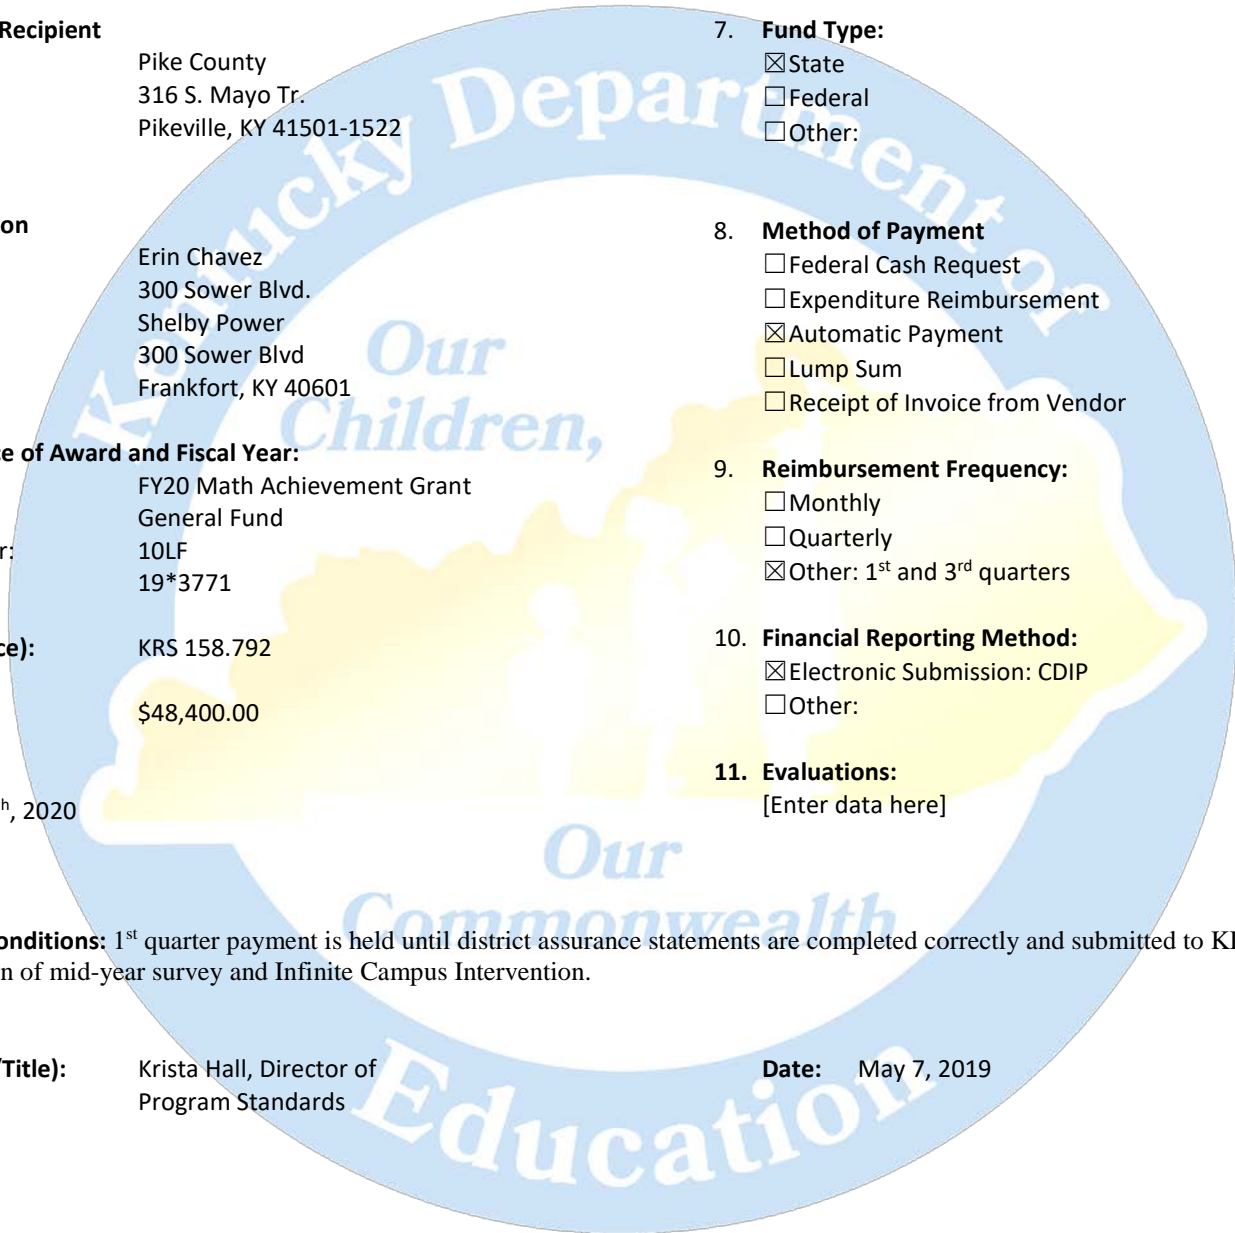 Recipient
Pike County
316 S. Mayo Tr.
Pikeville, KY 41501-1522
on
Erin Chavez
300 Sower Blvd.
Shelby Power
300 Sower Blvd
Frankfort, KY 40601
e of Award and Fiscal Year:
FY20 Math Achievement Grant
General Fund
r: 10LF
19*3771
ce): KRS 158.792
$48,400.00
h, 2020
7. Fund Type:
☒State
☐Federal
☐Other:
8. Method of Payment
☐Federal Cash Request
☐Expenditure Reimbursement
☒Automatic Payment
☐Lump Sum
☐Receipt of Invoice from Vendor
9. Reimbursement Frequency:
☐Monthly
☐Quarterly
☒Other: 1st and 3rd quarters
10. Financial Reporting Method:
☒Electronic Submission: CDIP
☐Other:
11. Evaluations:
[Enter data here]
onditions: 1st quarter payment is held until district assurance statements are completed correctly and submitted to
n of mid-year survey and Infinite Campus Intervention.
/Title): Krista Hall, Director of
Program Standards
Date: May 7, 2019
Kentucky Department of
Education
Our
Children,
Our
Commonwealth